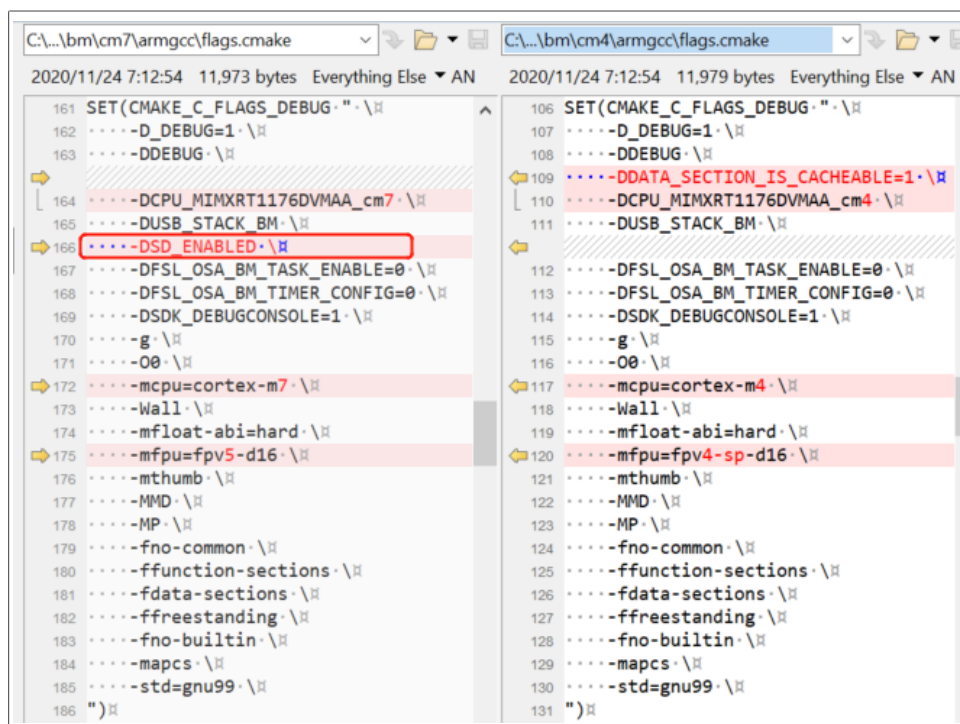 C:\...\bm\cm7\armgcc\flags.cmake
2020/11/24 7:12:54 11,973 bytes Everything Else ▼ AN
161 SET(CMAKE_C_FLAGS_DEBUG·"·\¤
162 ····-D_DEBUG=1·\¤
163 ····-DDEBUG·\¤
164 ····-DCPU_MIMXRT1176DVMAA_cm7·\¤
165 ····-DUSB_STACK_BM·\¤
166 ····-DSD_ENABLED·\¤
167 ····-DFSL_OSA_BM_TASK_ENABLE=0·\¤
168 ····-DFSL_OSA_BM_TIMER_CONFIG=0·\¤
169 ····-DSDK_DEBUGCONSOLE=1·\¤
170 ····-g·\¤
171 ····-O0·\¤
172 ····-mcpu=cortex-m7·\¤
173 ····-Wall·\¤
174 ····-mfloat-abi=hard·\¤
175 ····-mfpu=fpv5-d16·\¤
176 ····-mthumb·\¤
177 ····-MMD·\¤
178 ····-MP·\¤
179 ····-fno-common·\¤
180 ····-ffunction-sections·\¤
181 ····-fdata-sections·\¤
182 ····-ffreestanding·\¤
183 ····-fno-builtin·\¤
184 ····-mapcs·\¤
185 ····-std=gnu99·\¤
186 ")¤
C:\...\bm\cm4\armgcc\flags.cmake
2020/11/24 7:12:54 11,979 bytes Everything Else ▼ AN
106 SET(CMAKE_C_FLAGS_DEBUG·"·\¤
107 ····-D_DEBUG=1·\¤
108 ····-DDEBUG·\¤
109 ····-DDATA_SECTION_IS_CACHEABLE=1·\¤
110 ····-DCPU_MIMXRT1176DVMAA_cm4·\¤
111 ····-DUSB_STACK_BM·\¤
112 ····-DFSL_OSA_BM_TASK_ENABLE=0·\¤
113 ····-DFSL_OSA_BM_TIMER_CONFIG=0·\¤
114 ····-DSDK_DEBUGCONSOLE=1·\¤
115 ····-g·\¤
116 ····-O0·\¤
117 ····-mcpu=cortex-m4·\¤
118 ····-Wall·\¤
119 ····-mfloat-abi=hard·\¤
120 ····-mfpu=fpv4-sp-d16·\¤
121 ····-mthumb·\¤
122 ····-MMD·\¤
123 ····-MP·\¤
124 ····-fno-common·\¤
125 ····-ffunction-sections·\¤
126 ····-fdata-sections·\¤
127 ····-ffreestanding·\¤
128 ····-fno-builtin·\¤
129 ····-mapcs·\¤
130 ····-std=gnu99·\¤
131 ")¤